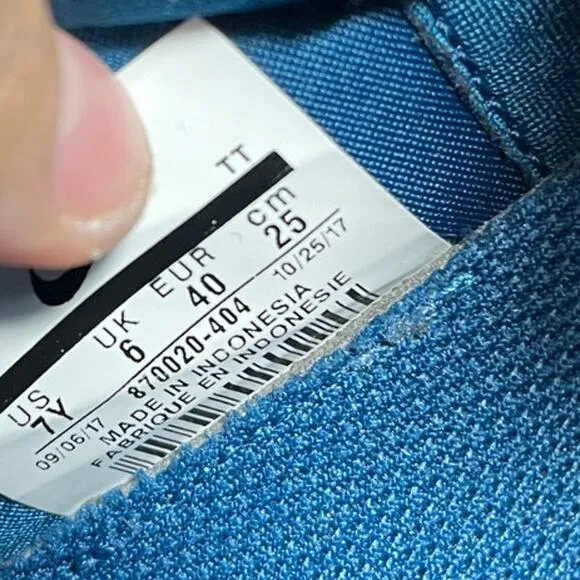 TT
US UK EUR cm
7Y 6 40 25
09/06/17 870020-404 10/25/17
MADE IN INDONESIA
FABRIQUE EN INDONESIE